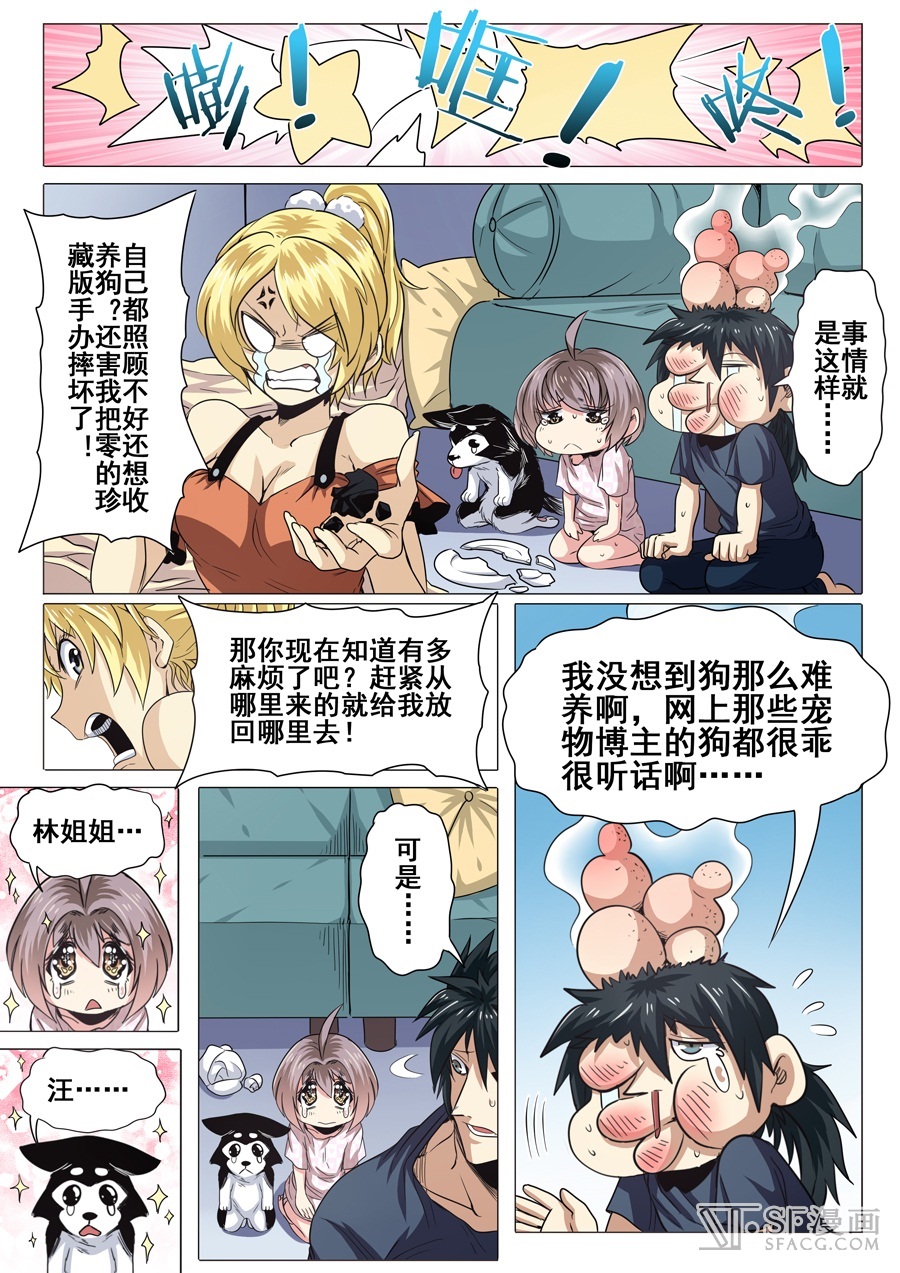 嘭！哐！咚！
事情就
是这样……
自己都照顾不好还想收
养狗？还害我把零的珍
藏版手办摔坏了！
那你现在知道有多
麻烦了吧？赶紧从
哪里来的就给我放
回哪里去！
我没想到狗那么难
养啊，网上那些宠
物博主的狗都很乖
很听话啊……
可
是……
林姐姐…
汪……
SF漫画
SFACG.COM